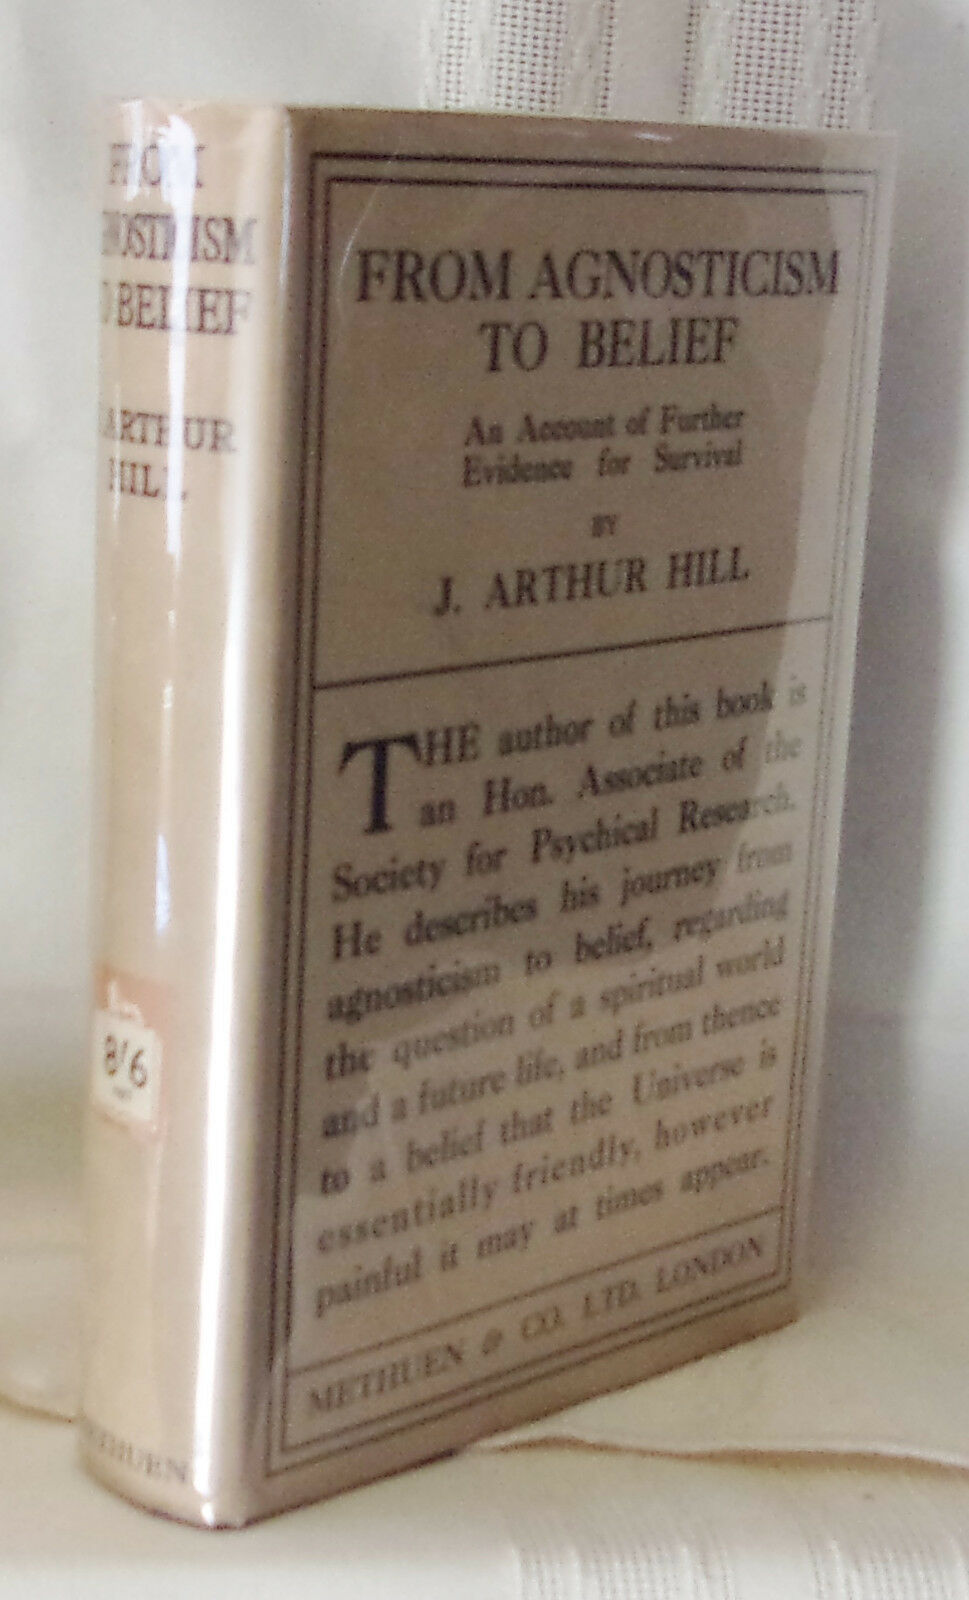 FROM
AGNOSTICISM
TO BELIEF
J. ARTHUR
HILL
8/6
NET
METHUEN
FROM AGNOSTICISM
TO BELIEF
An Account of Further
Evidence for Survival
BY
J. ARTHUR HILL
THE author of this book is
an Hon. Associate of the
Society for Psychical Research.
He describes his journey from
agnosticism to belief, regarding
the question of a spiritual world
and a future life, and from thence
to a belief that the Universe is
essentially friendly, however
painful it may at times appear.
METHUEN & CO. LTD. LONDON